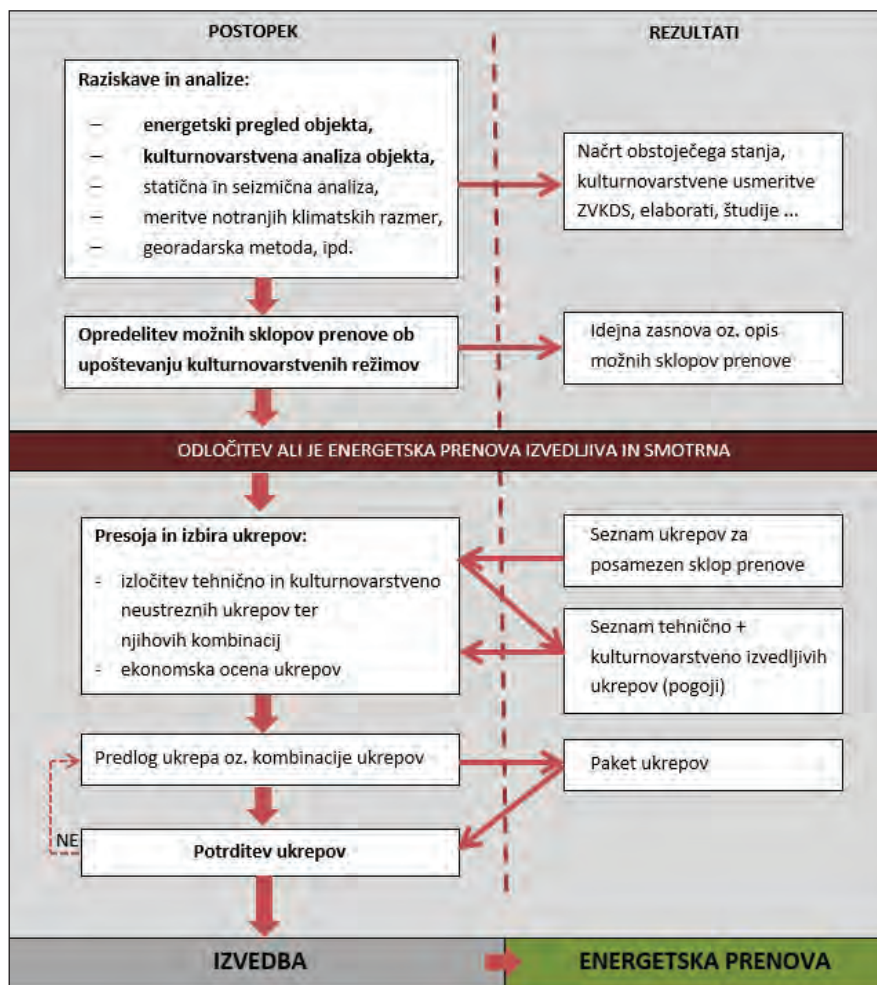 POSTOPEK
REZULTATI
Raziskave in analize:
– energetski pregled objekta,
– kulturnovarstvena analiza objekta,
– statična in seizmična analiza,
– meritve notranjih klimatskih razmer,
– georadarska metoda, ipd.
Načrt obstoječega stanja,
kulturnovarstvene usmeritve
ZVKDS, elaborati, študije ...
Opredelitev možnih sklopov prenove ob
upoštevanju kulturnovarstvenih režimov
Idejna zasnova oz. opis
možnih sklopov prenove
ODLOČITEV ALI JE ENERGETSKA PRENOVA IZVEDLJIVA IN SMOTRNA
Presoja in izbira ukrepov:
- izločitev tehnično in kulturnovarstveno
neustreznih ukrepov ter
njihovih kombinacij
- ekonomska ocena ukrepov
Seznam ukrepov za
posamezen sklop prenove
Seznam tehnično +
kulturnovarstveno izvedljivih
ukrepov (pogoji)
Predlog ukrepa oz. kombinacije ukrepov
Paket ukrepov
NE
Potrditev ukrepov
IZVEDBA
ENERGETSKA PRENOVA